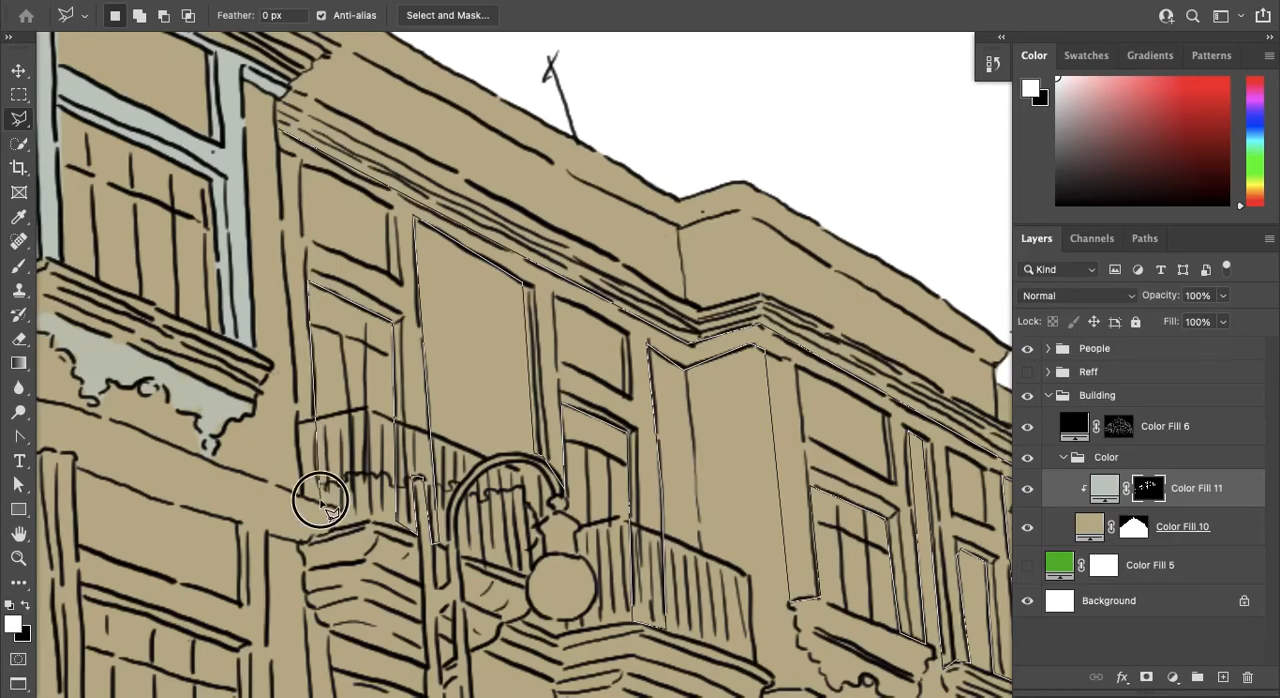 Feather: 0 px Anti-alias Select and Mask...
Color Swatches Gradients Patterns
Layers Channels Paths
Kind
Normal Opacity: 100%
Lock: Fill: 100%
People
Reff
Building
Color Fill 6
Color
Color Fill 11
Color Fill 10
Color Fill 5
Background